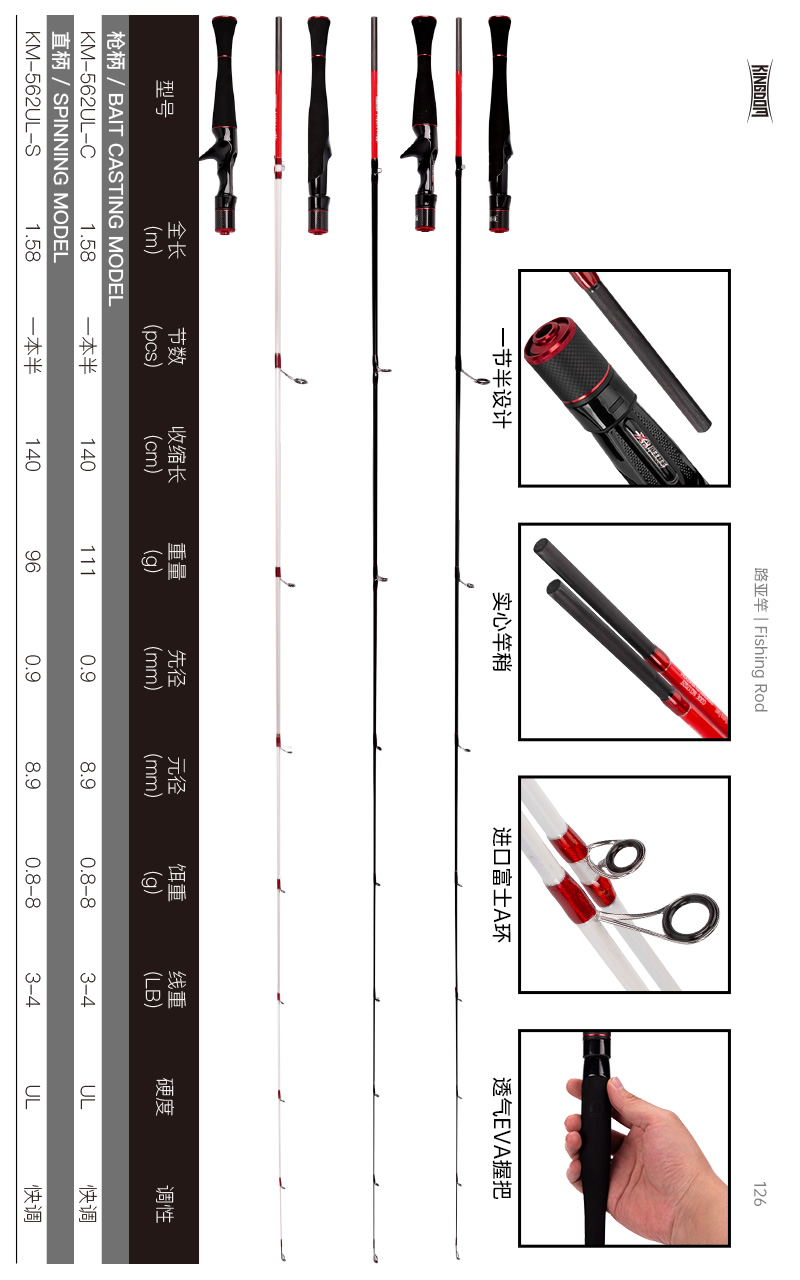 KINGDOM
路亚竿 | Fishing Rod
126
一节半设计
实心竿稍
进口富士A环
透气EVA握把
型号 全长 (m) 节数 (pcs) 收缩长 (cm) 重量 (g) 先径 (mm) 元径 (mm) 饵重 (g) 线重 (LB) 硬度 调性
枪柄 / BAIT CASTING MODEL
KM-562UL-C 1.58 一本半 140 111 0.9 8.9 0.8-8 3-4 UL 快调
直柄 / SPINNING MODEL
KM-562UL-S 1.58 一本半 140 96 0.9 8.9 0.8-8 3-4 UL 快调